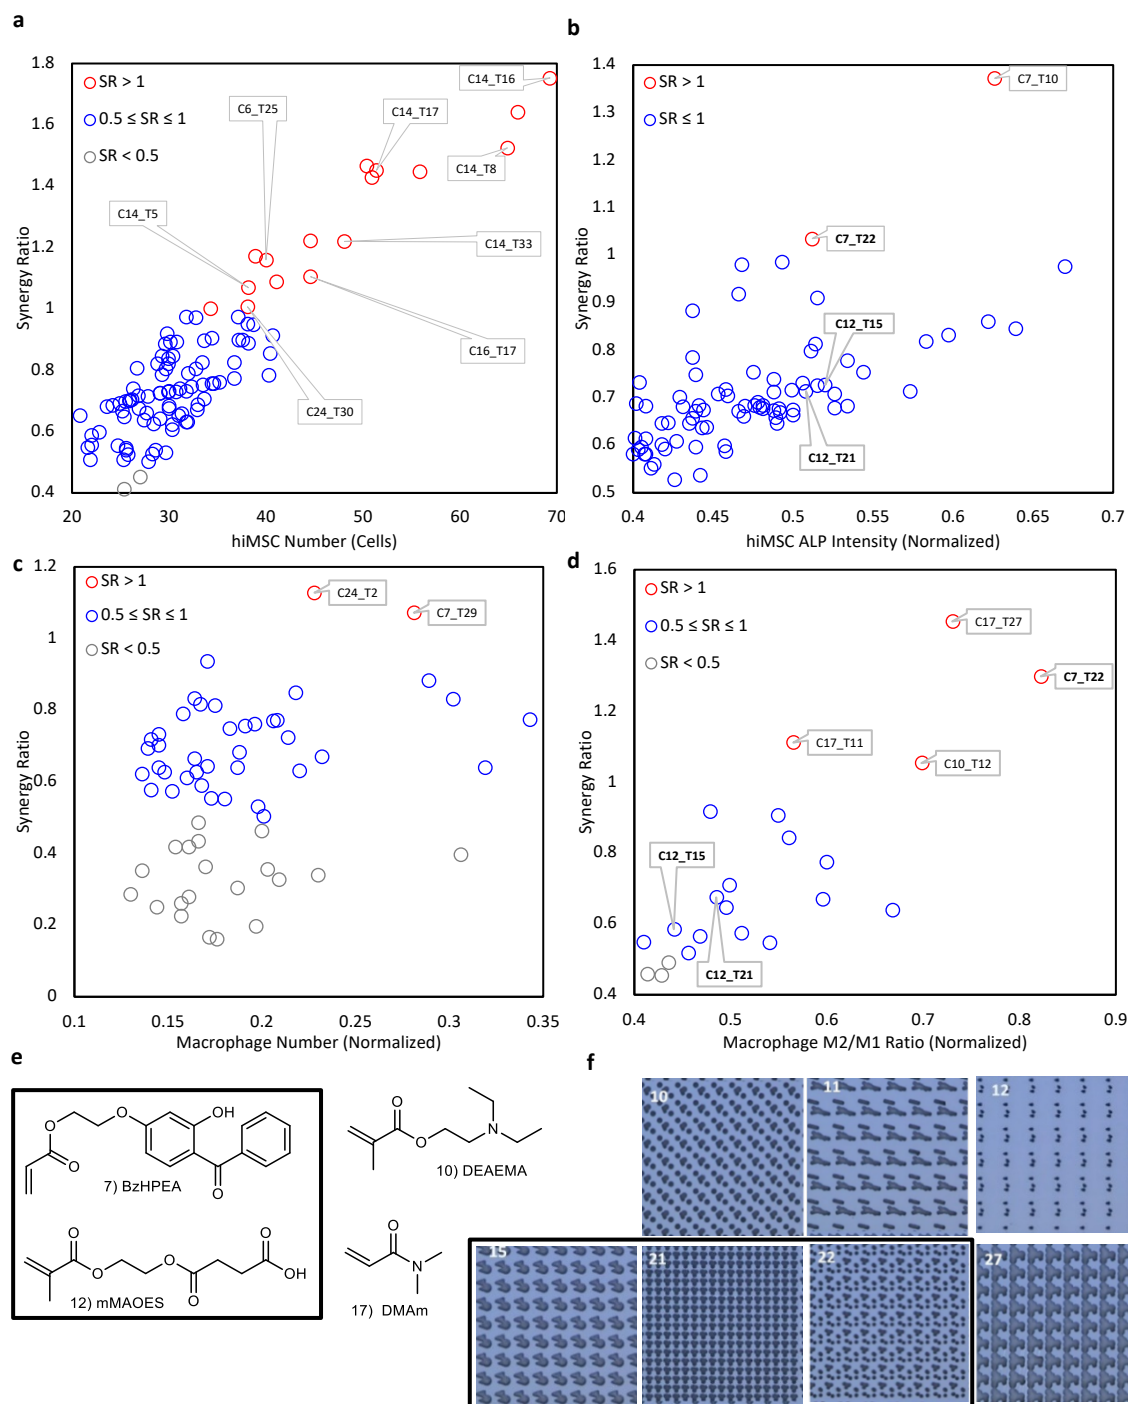 a
1.8
1.6
1.4
1.2
1
0.8
0.6
0.4
Synergy Ratio
SR > 1
0.5 ≤ SR ≤ 1
SR < 0.5
C14_T16
C6_T25
C14_T17
C14_T8
C14_T5
C14_T33
C16_T17
C24_T30
20 30 40 50 60 70
hiMSC Number (Cells)
b
1.4
1.3
1.2
1.1
1
0.9
0.8
0.7
0.6
0.5
Synergy Ratio
SR > 1
SR ≤ 1
C7_T10
C7_T22
C12_T15
C12_T21
0.4 0.45 0.5 0.55 0.6 0.65 0.7
hiMSC ALP Intensity (Normalized)
c
1.2
1
0.8
0.6
0.4
0.2
0
Synergy Ratio
SR > 1
0.5 ≤ SR ≤ 1
SR < 0.5
C24_T2
C7_T29
0.1 0.15 0.2 0.25 0.3 0.35
Macrophage Number (Normalized)
d
1.6
1.4
1.2
1
0.8
0.6
0.4
Synergy Ratio
SR > 1
0.5 ≤ SR ≤ 1
SR < 0.5
C17_T27
C7_T22
C17_T11
C10_T12
C12_T15
C12_T21
0.4 0.5 0.6 0.7 0.8 0.9
Macrophage M2/M1 Ratio (Normalized)
e
O
O
O
OH
O
7) BzHPEA
O
O
N
10) DEAEMA
O
O
O
O
O
OH
12) mMAOES
O
N
17) DMAm
f
10
11
12
15
21
22
27